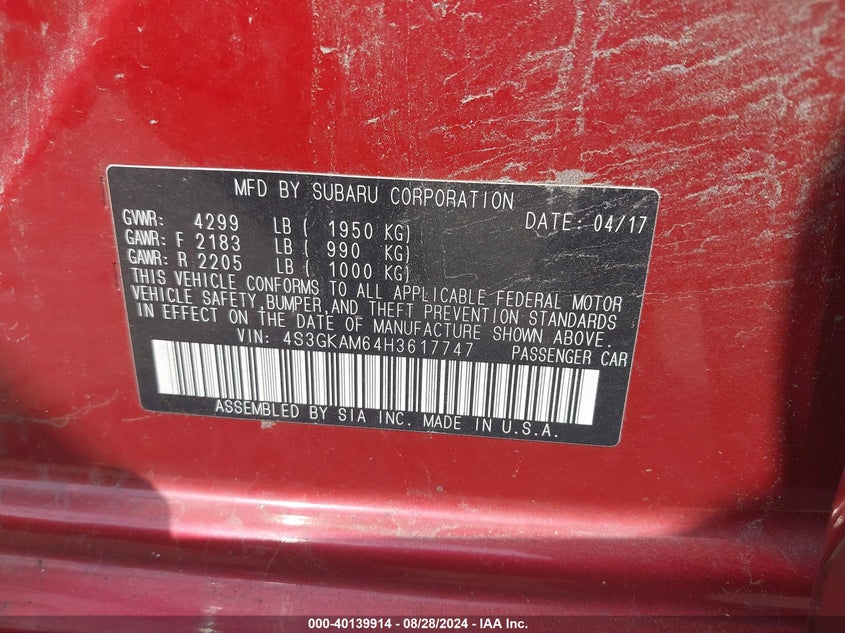 MFD BY SUBARU CORPORATION
GVWR: 4299 LB ( 1950 KG) DATE: 04/17
GAWR: F 2183 LB ( 990 KG)
GAWR: R 2205 LB ( 1000 KG)
THIS VEHICLE CONFORMS TO ALL APPLICABLE FEDERAL MOTOR
VEHICLE SAFETY, BUMPER, AND THEFT PREVENTION STANDARDS
IN EFFECT ON THE DATE OF MANUFACTURE SHOWN ABOVE.
VIN: 4S3GKAM64H3617747 PASSENGER CAR
ASSEMBLED BY SIA INC. MADE IN U.S.A.
000-40139914 - 08/28/2024 - IAA Inc.